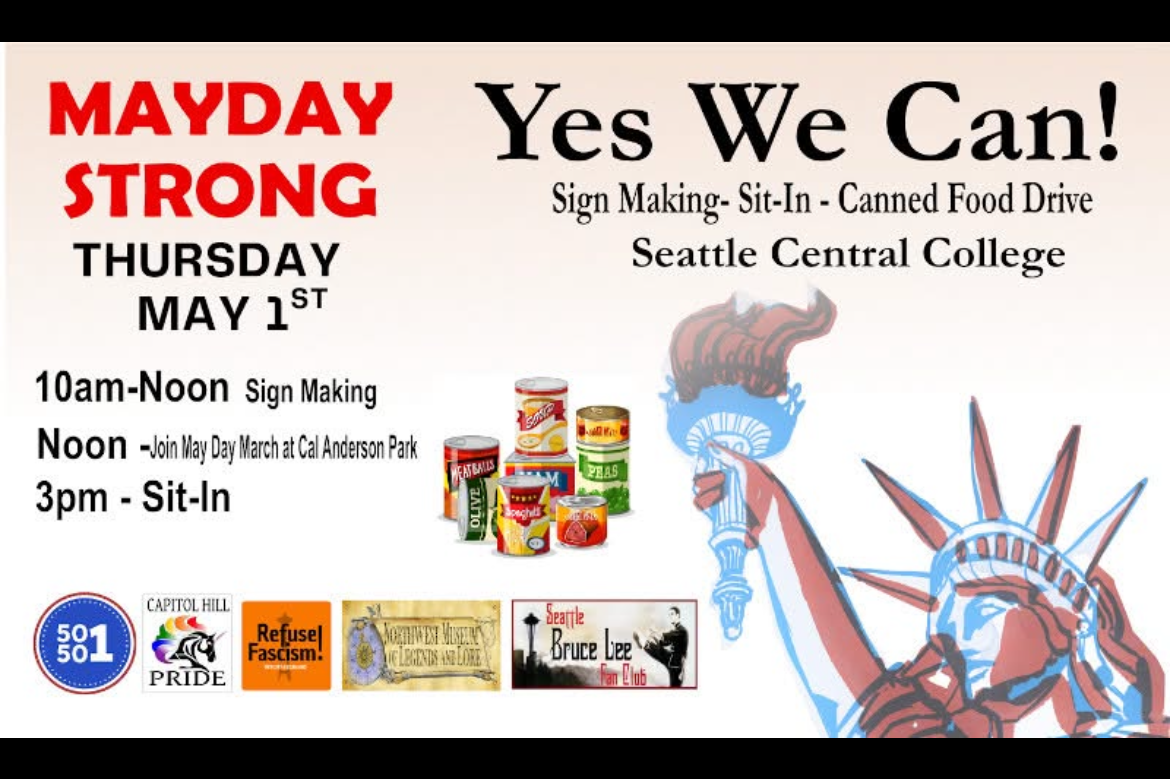 MAYDAY
STRONG
THURSDAY
MAY 1ST
10am-Noon Sign Making
Noon -Join May Day March at Cal Anderson Park
3pm - Sit-In
Yes We Can!
Sign Making- Sit-In - Canned Food Drive
Seattle Central College
MEATBALLS
OLIVE
HAM
PEAS
Spaghetti
50
501
CAPITOL HILL
PRIDE
Refuse
Fascism!
NORTHWEST MUSEUM
OF LEGENDS AND LORE
Seattle
Bruce Lee
Fan Club